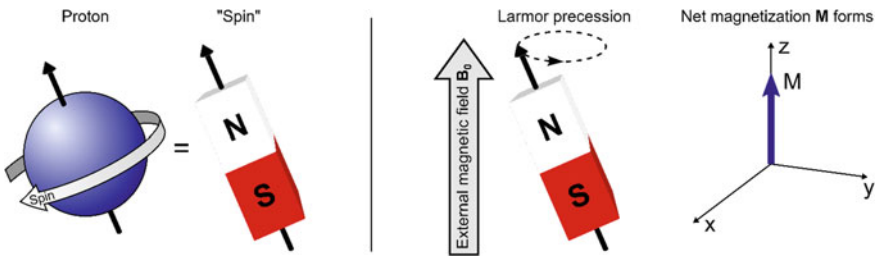 Proton
"Spin"
Spin
=
N
S
Larmor precession
External magnetic field B₀
N
S
Net magnetization M forms
z
M
y
x